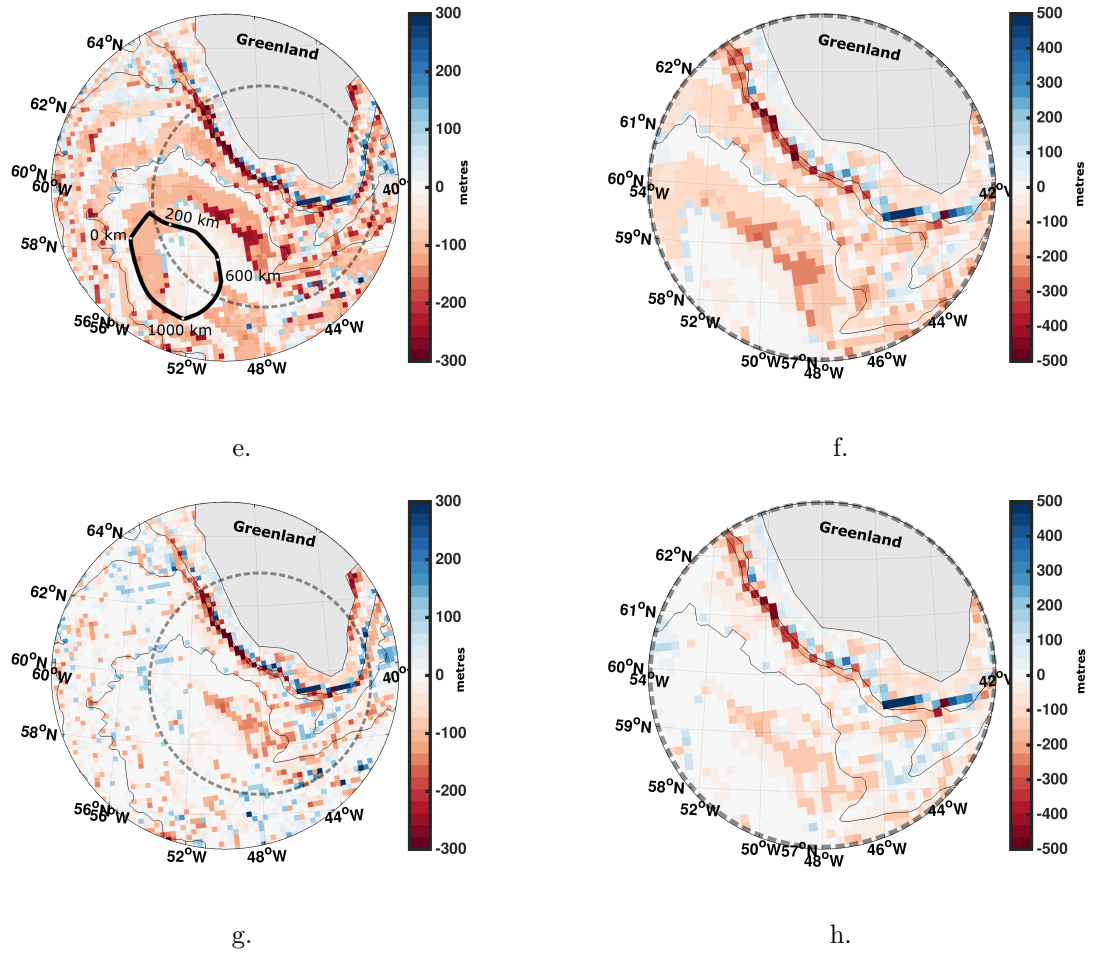 Greenland
64°N
62°N
60°N
60°W
58°N
56°N
56°W
52°W
48°W
44°W
40°
0 km
200 km
600 km
1000 km
300
200
100
0
-100
-200
-300
metres
e.
Greenland
62°N
61°N
60°N
54°W
59°N
58°N
52°W
50°W
57°N
48°W
46°W
44°W
42°W
500
400
300
200
100
0
-100
-200
-300
-400
-500
metres
f.
Greenland
64°N
62°N
60°N
60°W
58°N
56°N
56°W
52°W
48°W
44°W
40°
300
200
100
0
-100
-200
-300
metres
g.
Greenland
62°N
61°N
60°N
54°W
59°N
58°N
52°W
50°W
57°N
48°W
46°W
44°W
42°W
500
400
300
200
100
0
-100
-200
-300
-400
-500
metres
h.